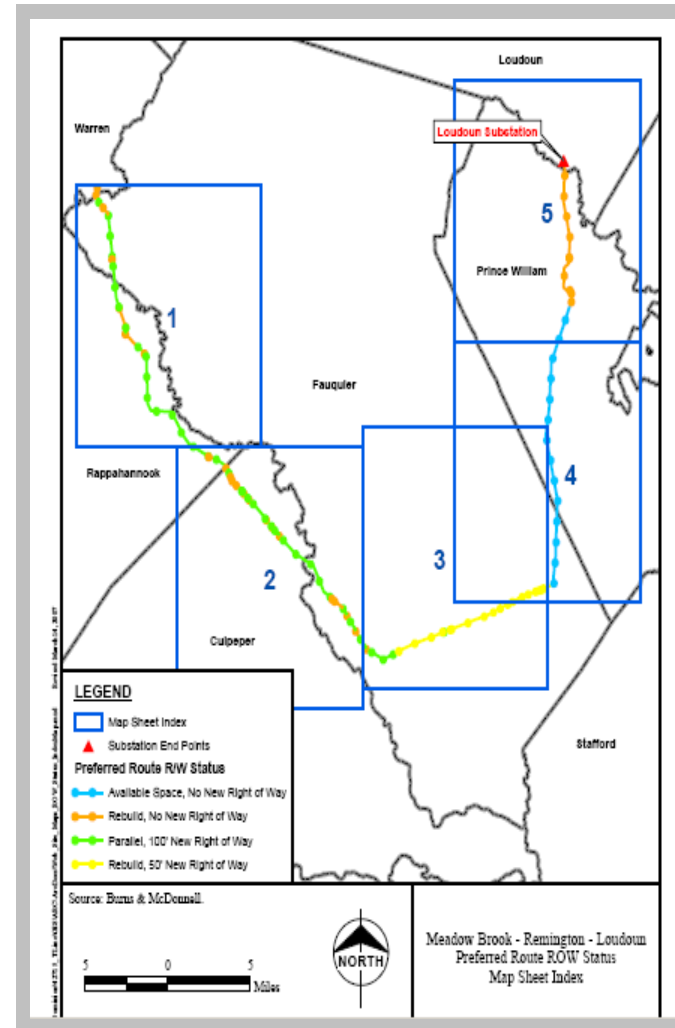 Loudoun
Warren
Loudoun Substation
5
Prince William
1
Fauquier
Rappahannook
4
3
2
Culpeper
Stafford
LEGEND
Map Sheet Index
Substation End Points
Preferred Route R/W Status
Available Space, No New Right of Way
Rebuild, No New Right of Way
Parallel, 100' New Right of Way
Rebuild, 50' New Right of Way
Source: Burns & McDonnell.
5 0 5
Miles
NORTH
Meadow Brook - Remington - Loudoun
Preferred Route ROW Status
Map Sheet Index